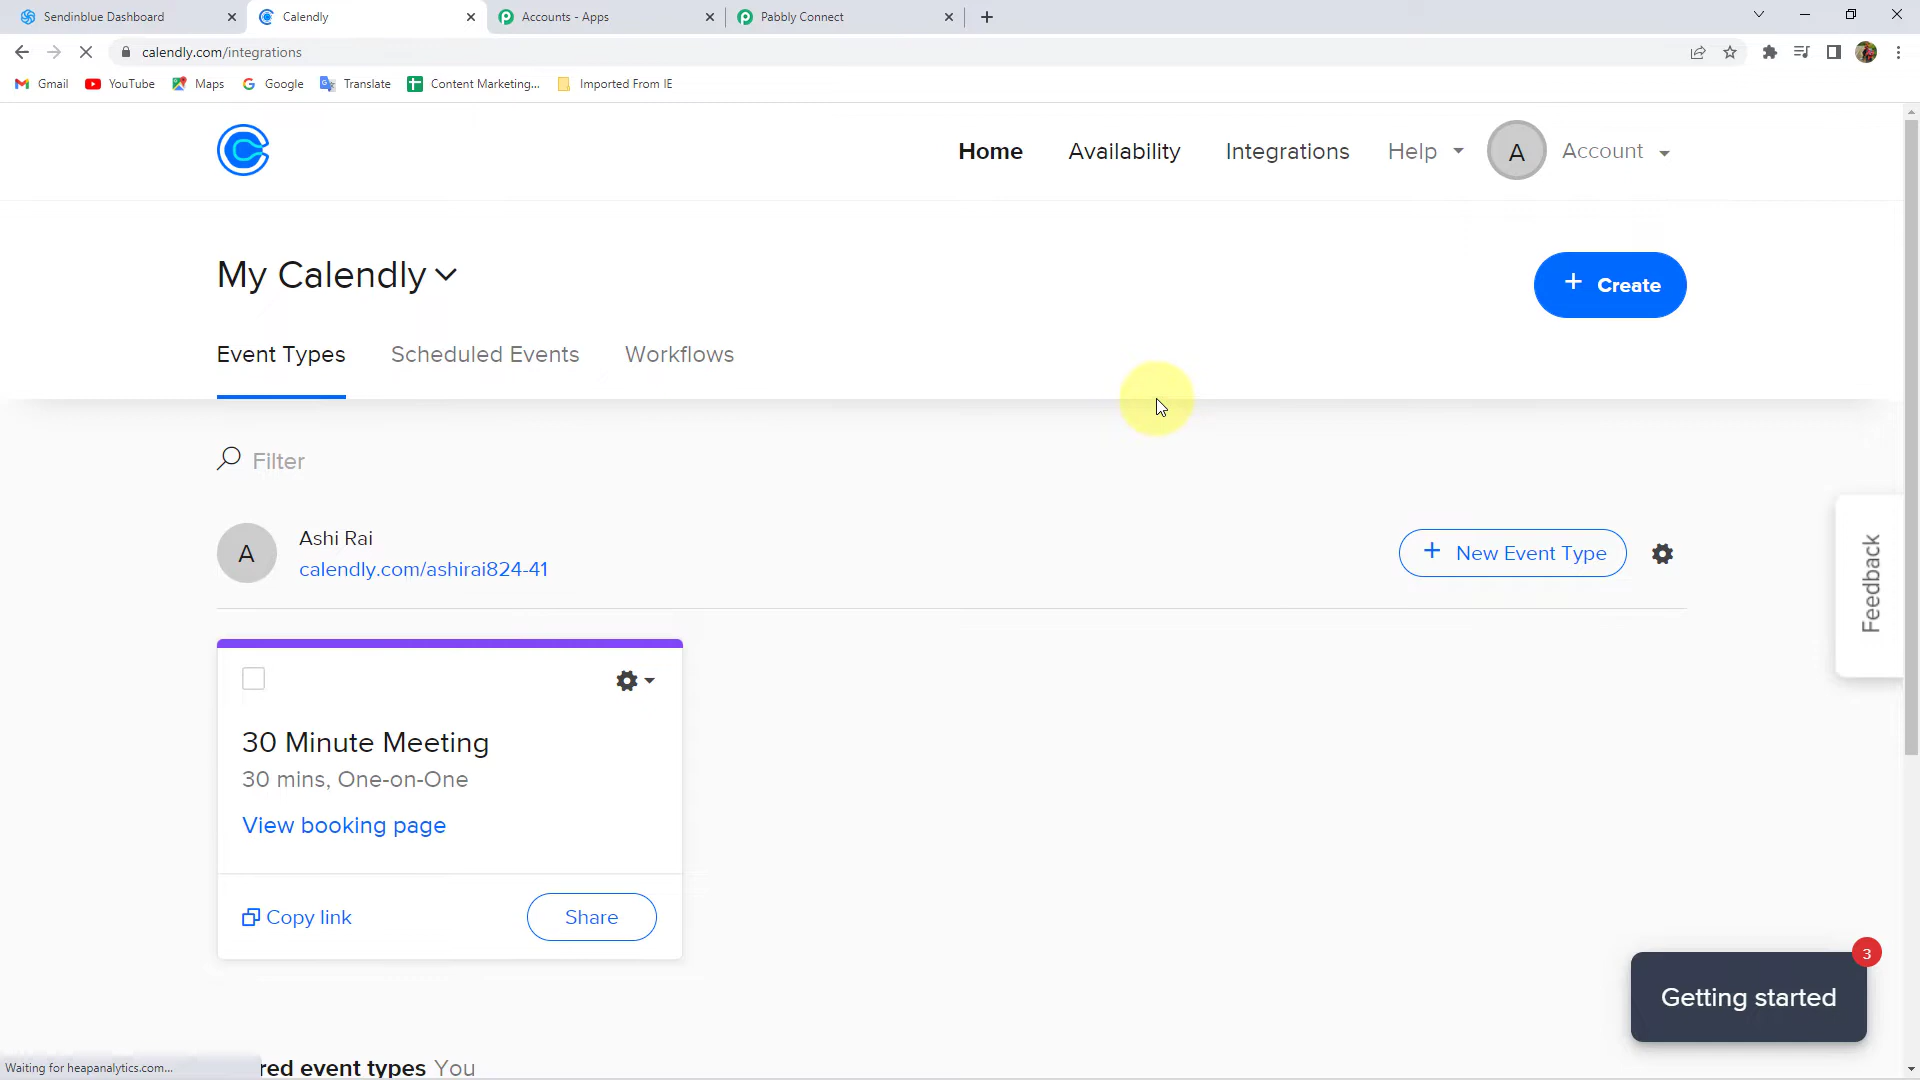 Sendinblue Dashboard
Calendly
Accounts - Apps
Pabbly Connect
calendly.com/integrations
Gmail
YouTube
Maps
Google
Translate
Content Marketing...
Imported From IE
Home
Availability
Integrations
Help
A
Account
My Calendly
+ Create
Event Types
Scheduled Events
Workflows
Filter
A
Ashi Rai
calendly.com/ashirai824-41
+ New Event Type
Feedback
30 Minute Meeting
30 mins, One-on-One
View booking page
Copy link
Share
3
Getting started
Waiting for heapanalytics.com...
red event types You